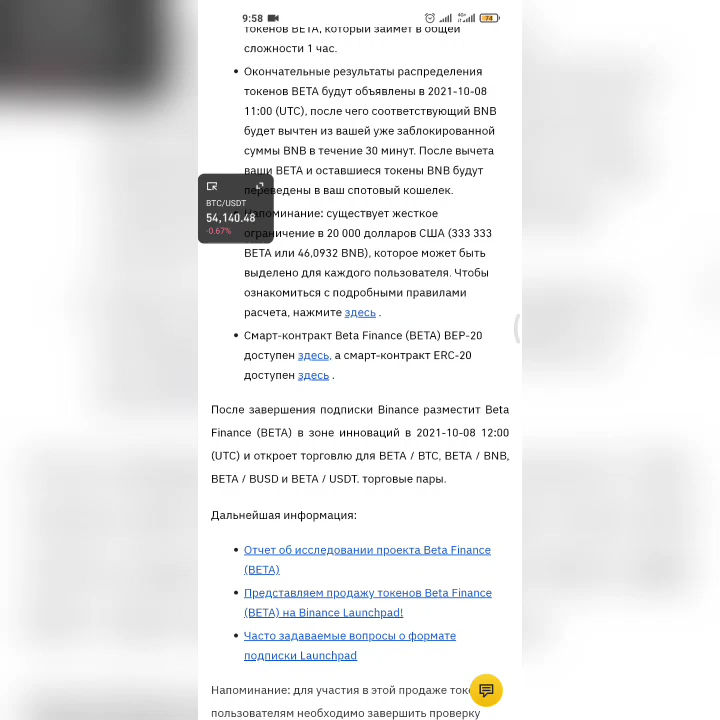 9:58
4G+
74
токенов BETA, который займет в общей
сложности 1 час.
• Окончательные результаты распределения
токенов BETA будут объявлены в 2021-10-08
11:00 (UTC), после чего соответствующий BNB
будет вычтен из вашей уже заблокированной
суммы BNB в течение 30 минут. После вычета
ваши BETA и оставшиеся токены BNB будут
переведены в ваш спотовый кошелек.
BTC/USDT
54,140.48
-0.67%
Напоминание: существует жесткое
ограничение в 20 000 долларов США (333 333
BETA или 46,0932 BNB), которое может быть
выделено для каждого пользователя. Чтобы
ознакомиться с подробными правилами
расчета, нажмите здесь .
• Смарт-контракт Beta Finance (BETA) BEP-20
доступен здесь, а смарт-контракт ERC-20
доступен здесь .
После завершения подписки Binance разместит Beta
Finance (BETA) в зоне инноваций в 2021-10-08 12:00
(UTC) и откроет торговлю для BETA / BTC, BETA / BNB,
BETA / BUSD и BETA / USDT. торговые пары.
Дальнейшая информация:
• Отчет об исследовании проекта Beta Finance
(BETA)
• Представляем продажу токенов Beta Finance
(BETA) на Binance Launchpad!
• Часто задаваемые вопросы о формате
подписки Launchpad
Напоминание: для участия в этой продаже ток
пользователям необходимо завершить проверку